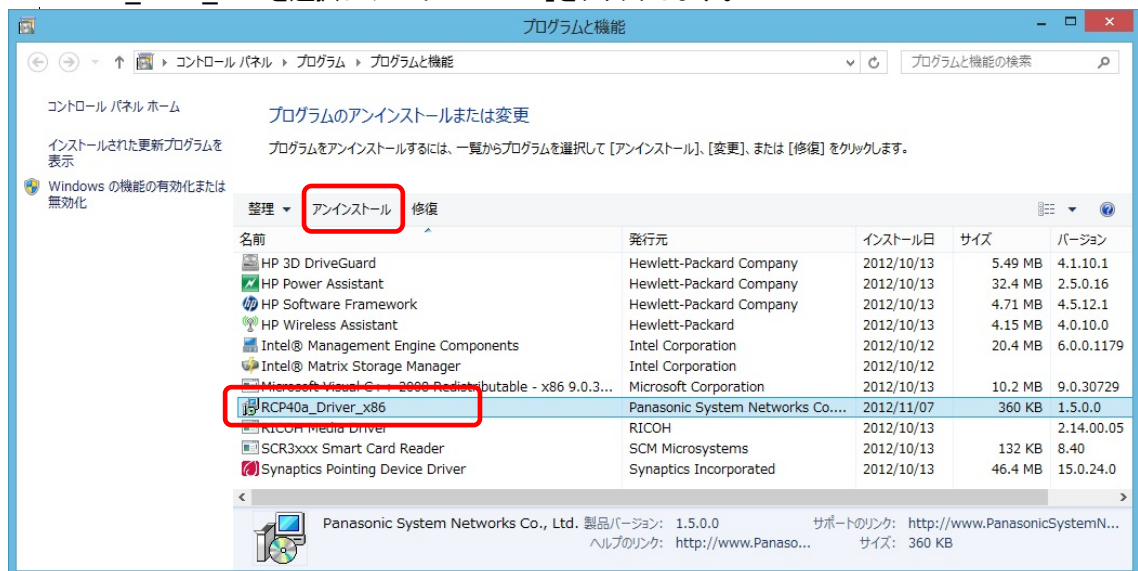 を選択
プログラムと機能
コントロール パネル ▸ プログラム ▸ プログラムと機能
プログラムと機能の検索
コントロール パネル ホーム
インストールされた更新プログラムを
表示
Windows の機能の有効化または
無効化
プログラムのアンインストールまたは変更
プログラムをアンインストールするには、一覧からプログラムを選択して [アンインストール]、[変更]、または [修復] をクリックします。
整理 ▼ アンインストール 修復
名前 発行元 インストール日 サイズ バージョン
HP 3D DriveGuard Hewlett-Packard Company 2012/10/13 5.49 MB 4.1.10.1
HP Power Assistant Hewlett-Packard Company 2012/10/13 32.4 MB 2.5.0.16
HP Software Framework Hewlett-Packard Company 2012/10/13 4.71 MB 4.5.12.1
HP Wireless Assistant Hewlett-Packard 2012/10/13 4.15 MB 4.0.10.0
Intel® Management Engine Components Intel Corporation 2012/10/12 20.4 MB 6.0.0.1179
Intel® Matrix Storage Manager Intel Corporation 2012/10/12
Microsoft Visual C++ 2008 Redistributable - x86 9.0.3... Microsoft Corporation 2012/10/13 10.2 MB 9.0.30729
RCP40a_Driver_x86 Panasonic System Networks Co.... 2012/11/07 360 KB 1.5.0.0
RICOH Media Driver RICOH 2012/10/13 2.14.00.05
SCR3xxx Smart Card Reader SCM Microsystems 2012/10/13 132 KB 8.40
Synaptics Pointing Device Driver Synaptics Incorporated 2012/10/13 46.4 MB 15.0.24.0
Panasonic System Networks Co., Ltd. 製品バージョン: 1.5.0.0 サポートのリンク: http://www.PanasonicSystemN...
ヘルプのリンク: http://www.Panaso... サイズ: 360 KB